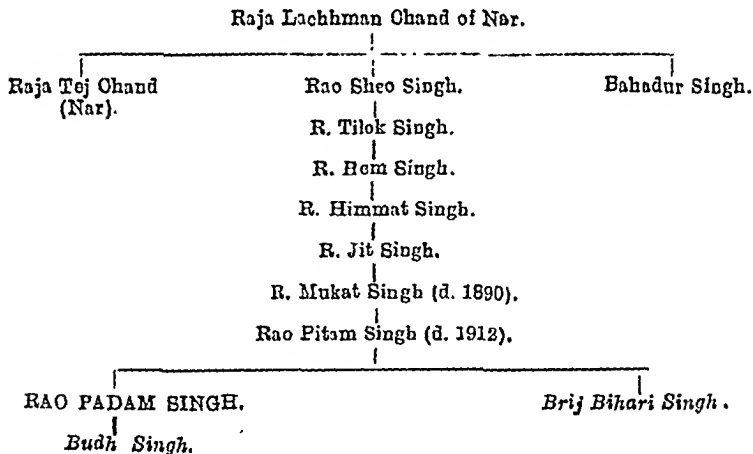 Raja Lachhman Chand of Nar.
Raja Tej Chand Rao Sheo Singh. Bahadur Singh.
(Nar).
R. Tilok Singh.
R. Hem Singh.
R. Himmat Singh.
R. Jit Singh.
R. Mukat Singh (d. 1890).
Rao Pitam Singh (d. 1912).
RAO PADAM SINGH. Brij Bihari Singh.
Budh Singh.